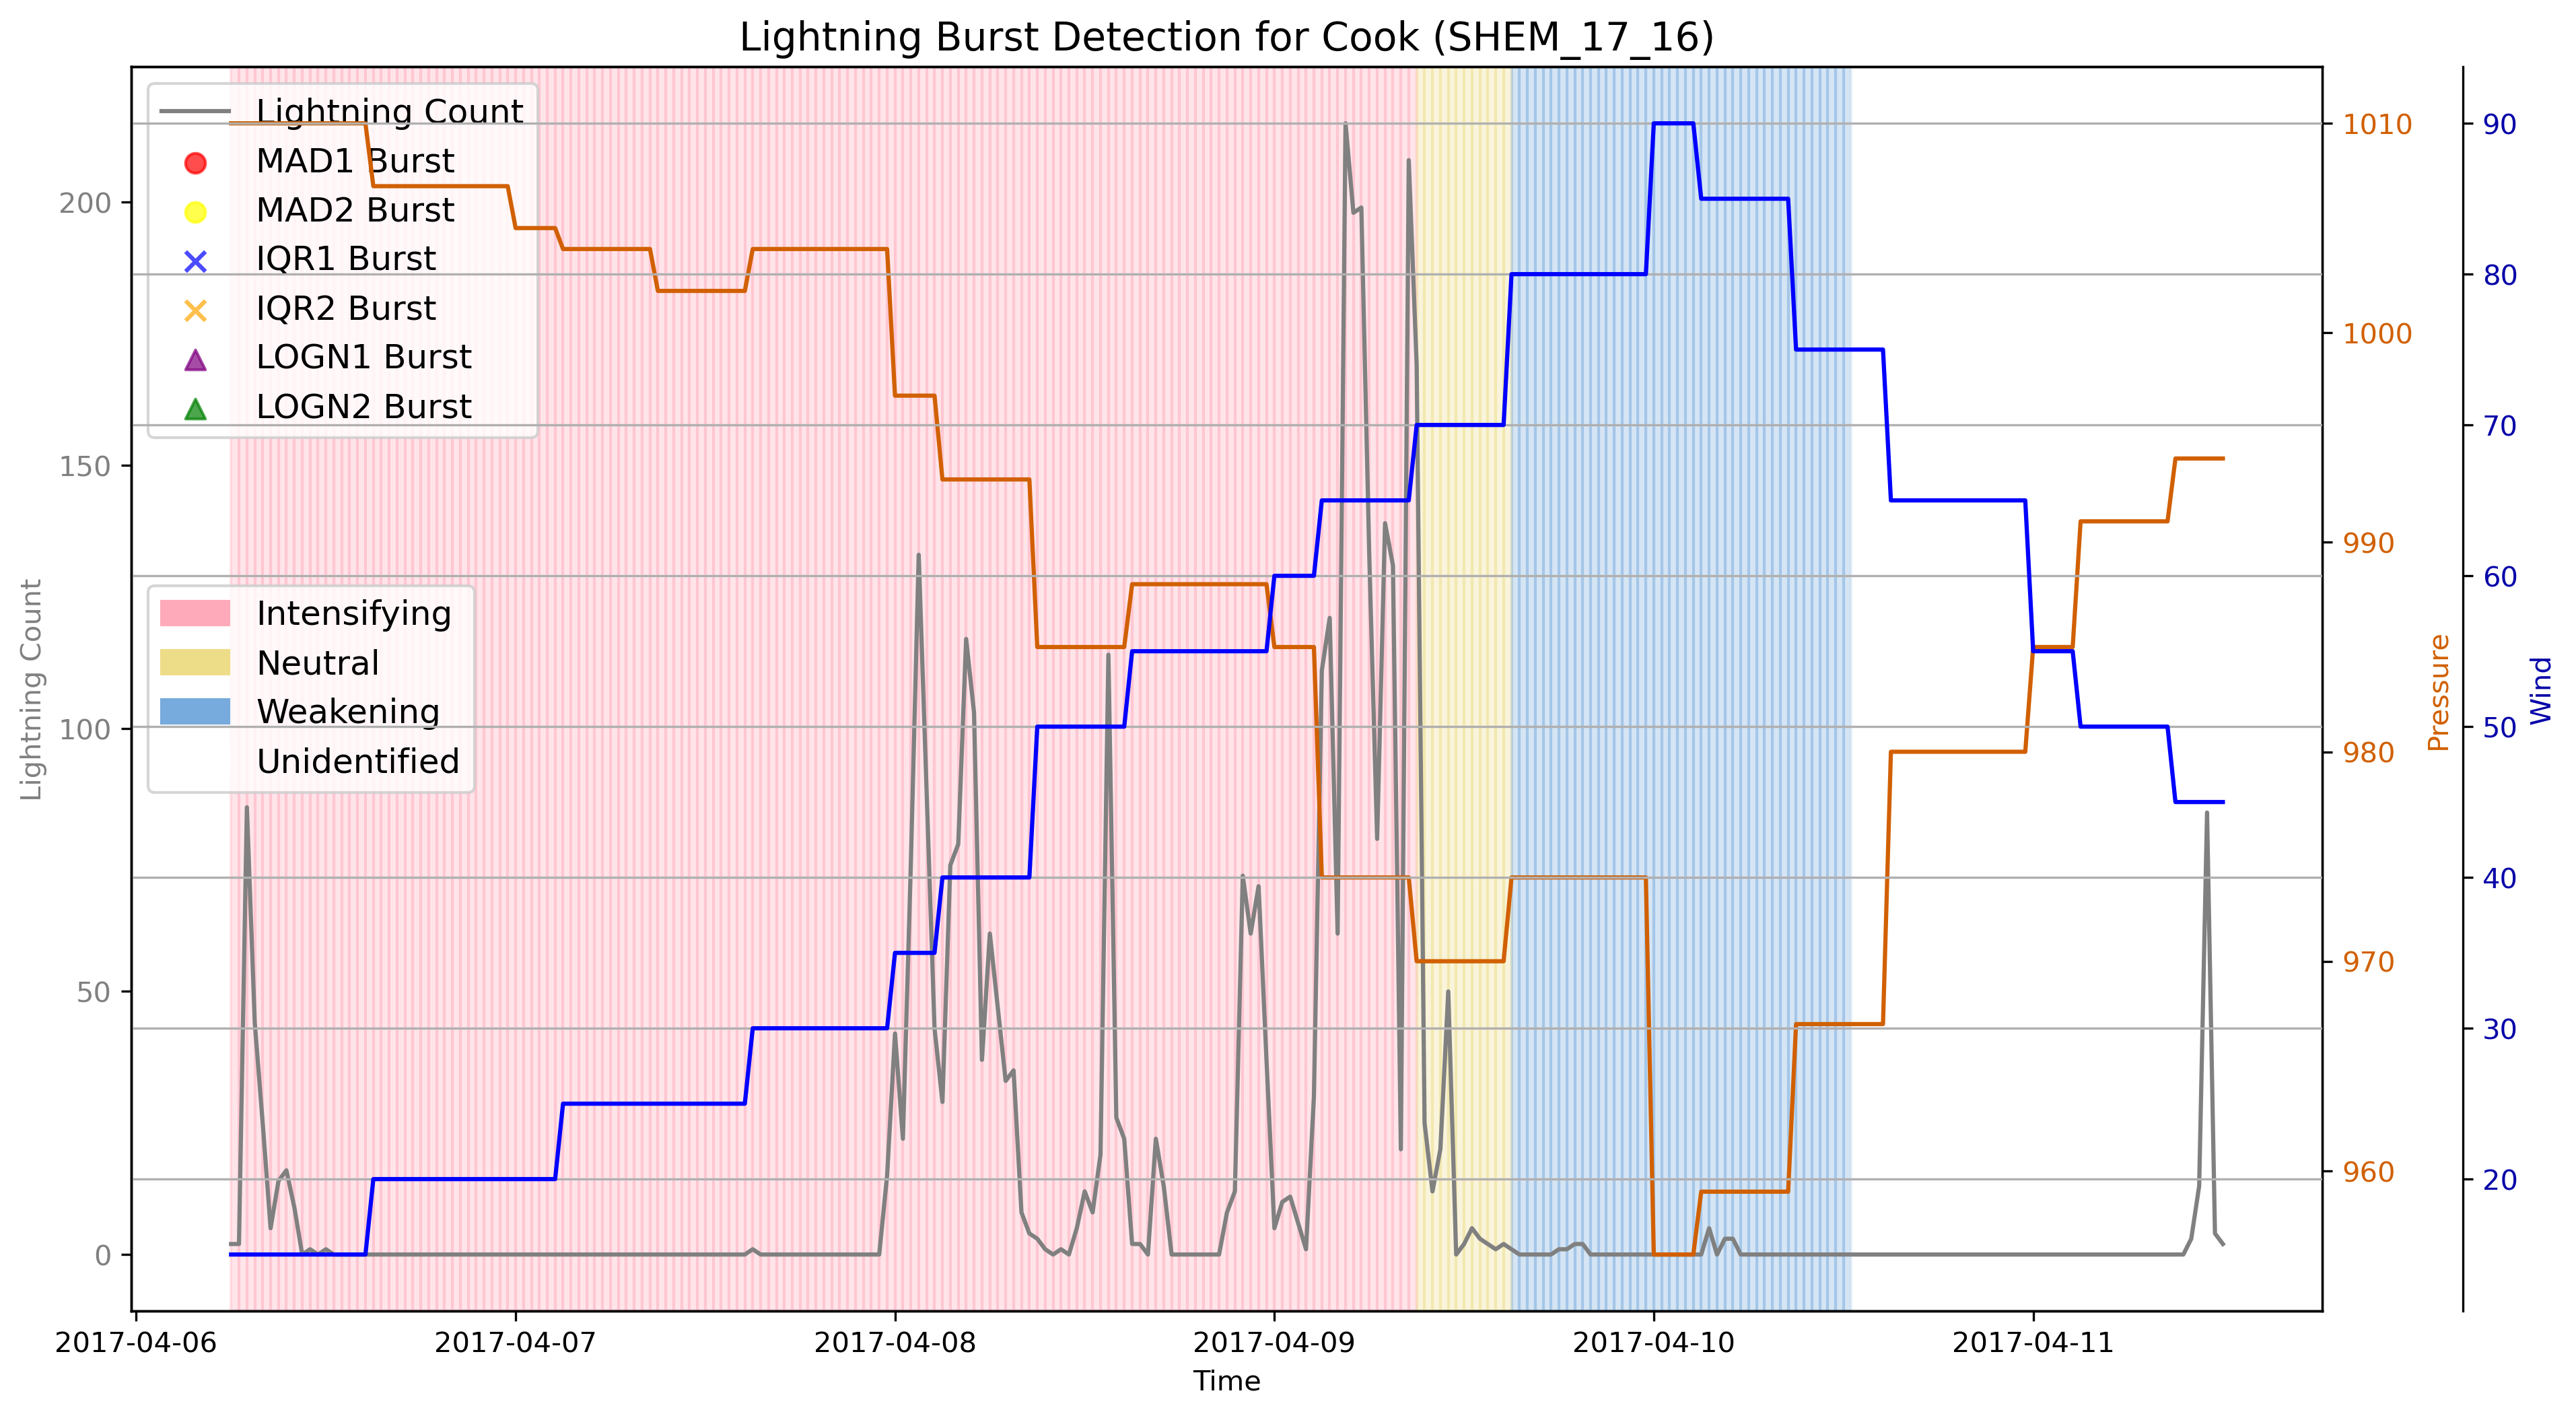 Lightning Burst Detection for Cook (SHEM_17_16)
Lightning Count
MAD1 Burst
MAD2 Burst
IQR1 Burst
IQR2 Burst
LOGN1 Burst
LOGN2 Burst
Intensifying
Neutral
Weakening
Unidentified
Lightning Count
200
150
100
50
0
1010
1000
990
980
970
960
Pressure
90
80
70
60
50
40
30
20
Wind
2017-04-06 2017-04-07 2017-04-08 2017-04-09 2017-04-10 2017-04-11
Time